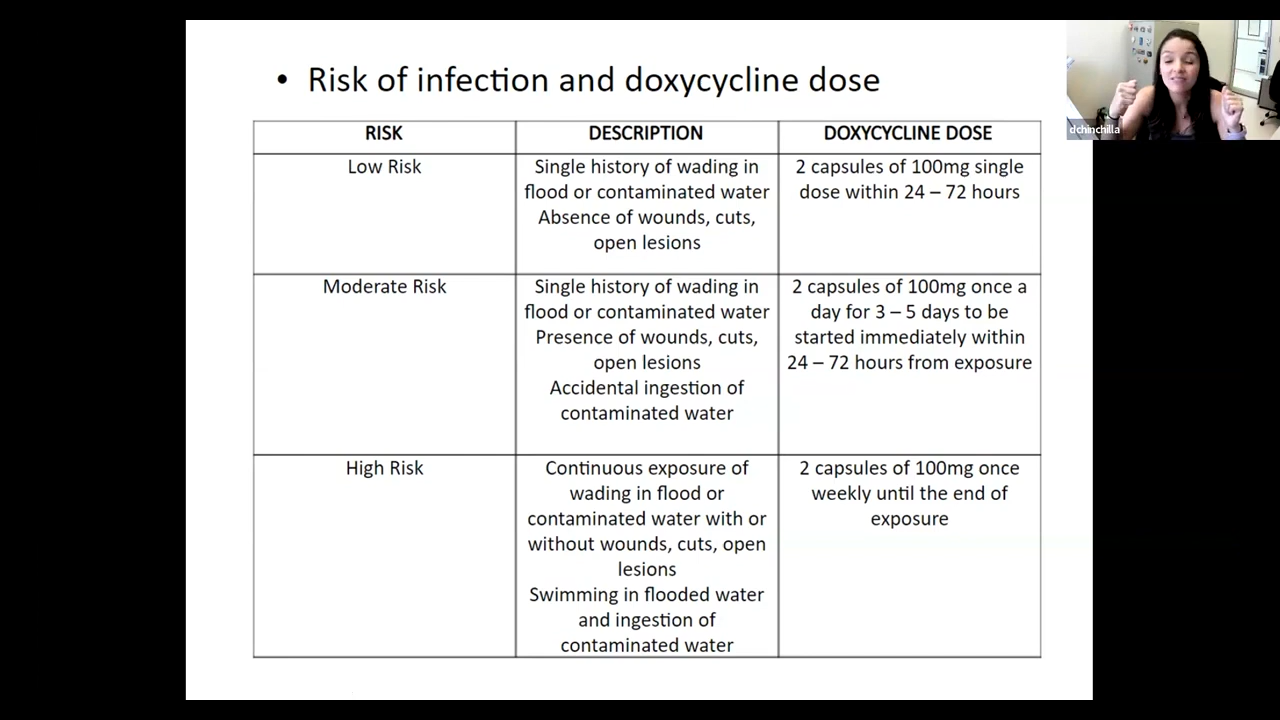 • Risk of infection and doxycycline dose
RISK
DESCRIPTION
DOXYCYCLINE DOSE
Low Risk
Single history of wading in
flood or contaminated water
Absence of wounds, cuts,
open lesions
2 capsules of 100mg single
dose within 24 – 72 hours
Moderate Risk
Single history of wading in
flood or contaminated water
Presence of wounds, cuts,
open lesions
Accidental ingestion of
contaminated water
2 capsules of 100mg once a
day for 3 – 5 days to be
started immediately within
24 – 72 hours from exposure
High Risk
Continuous exposure of
wading in flood or
contaminated water with or
without wounds, cuts, open
lesions
Swimming in flooded water
and ingestion of
contaminated water
2 capsules of 100mg once
weekly until the end of
exposure
dchinchilla